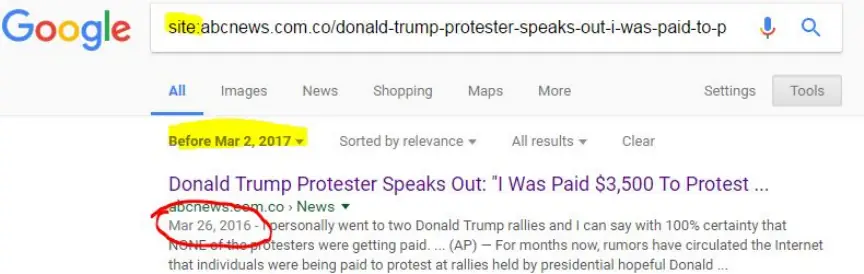 Google site:abcnews.com.co/donald-trump-protester-speaks-out-i-was-paid-to-p
All Images News Shopping Maps More Settings Tools
Before Mar 2, 2017 Sorted by relevance All results Clear
Donald Trump Protester Speaks Out: "I Was Paid $3,500 To Protest ...
abcnews.com.co › News
Mar 26, 2016 - I personally went to two Donald Trump rallies and I can say with 100% certainty that
NONE of the protesters were getting paid. ... (AP) — For months now, rumors have circulated the Internet
that individuals were being paid to protest at rallies held by presidential hopeful Donald ...